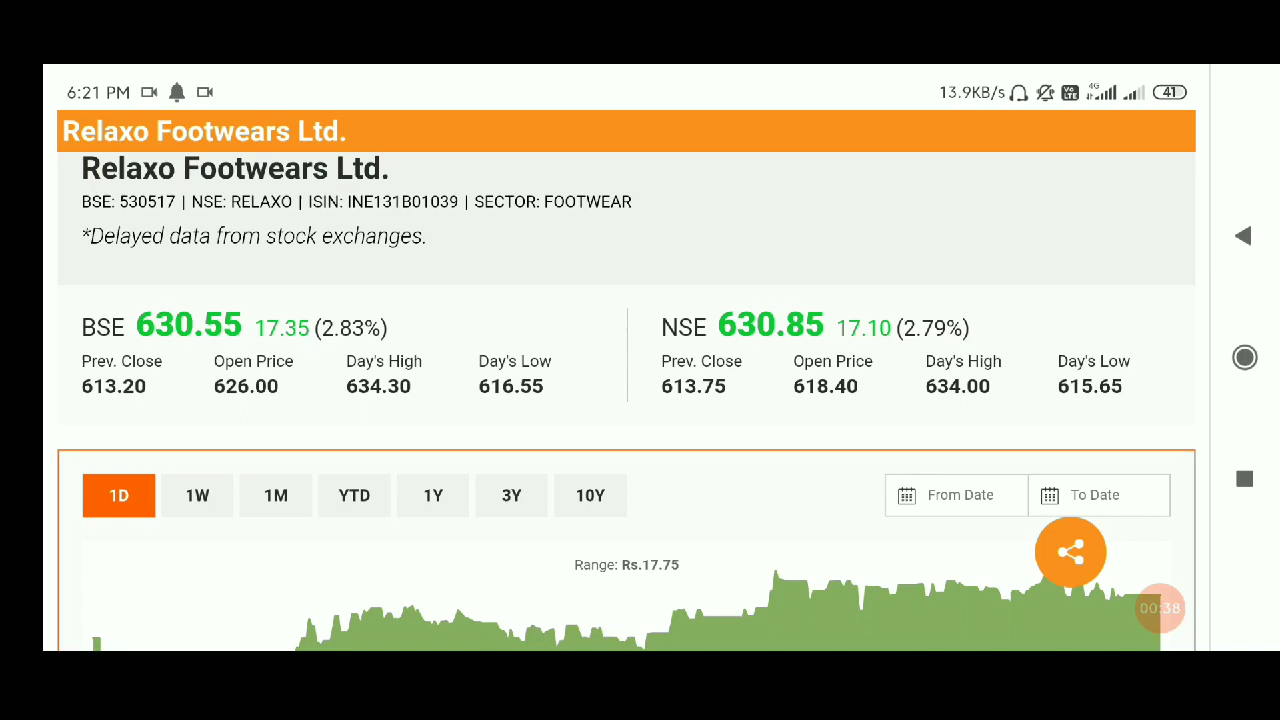 6:21 PM 13.9KB/s 4G Vo LTE 41
Relaxo Footwears Ltd.
Relaxo Footwears Ltd.
BSE: 530517 | NSE: RELAXO | ISIN: INE131B01039 | SECTOR: FOOTWEAR
*Delayed data from stock exchanges.
BSE 630.55 17.35 (2.83%) NSE 630.85 17.10 (2.79%)
Prev. Close Open Price Day's High Day's Low Prev. Close Open Price Day's High Day's Low
613.20 626.00 634.30 616.55 613.75 618.40 634.00 615.65
1D 1W 1M YTD 1Y 3Y 10Y From Date To Date
Range: Rs.17.75
00:38